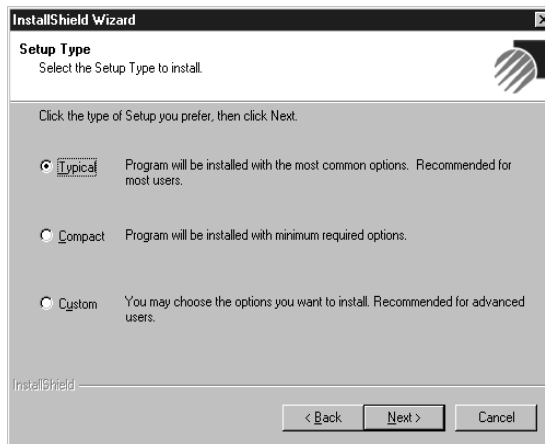 InstallShield Wizard
Setup Type
Select the Setup Type to install.
Click the type of Setup you prefer, then click Next.
Typical
Program will be installed with the most common options. Recommended for
most users.
Compact
Program will be installed with minimum required options.
Custom
You may choose the options you want to install. Recommended for advanced
users.
InstallShield
< Back
Next >
Cancel